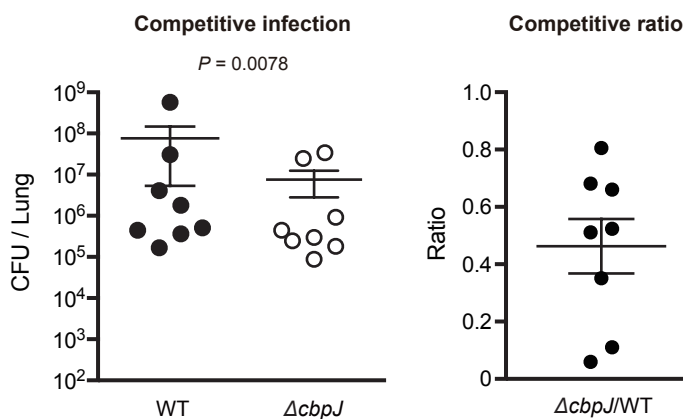 Competitive infection
P = 0.0078
CFU / Lung
10⁹
10⁸
10⁷
10⁶
10⁵
10⁴
10³
10²
WT
ΔcbpJ
Competitive ratio
Ratio
1.0
0.8
0.6
0.4
0.2
0
ΔcbpJ/WT